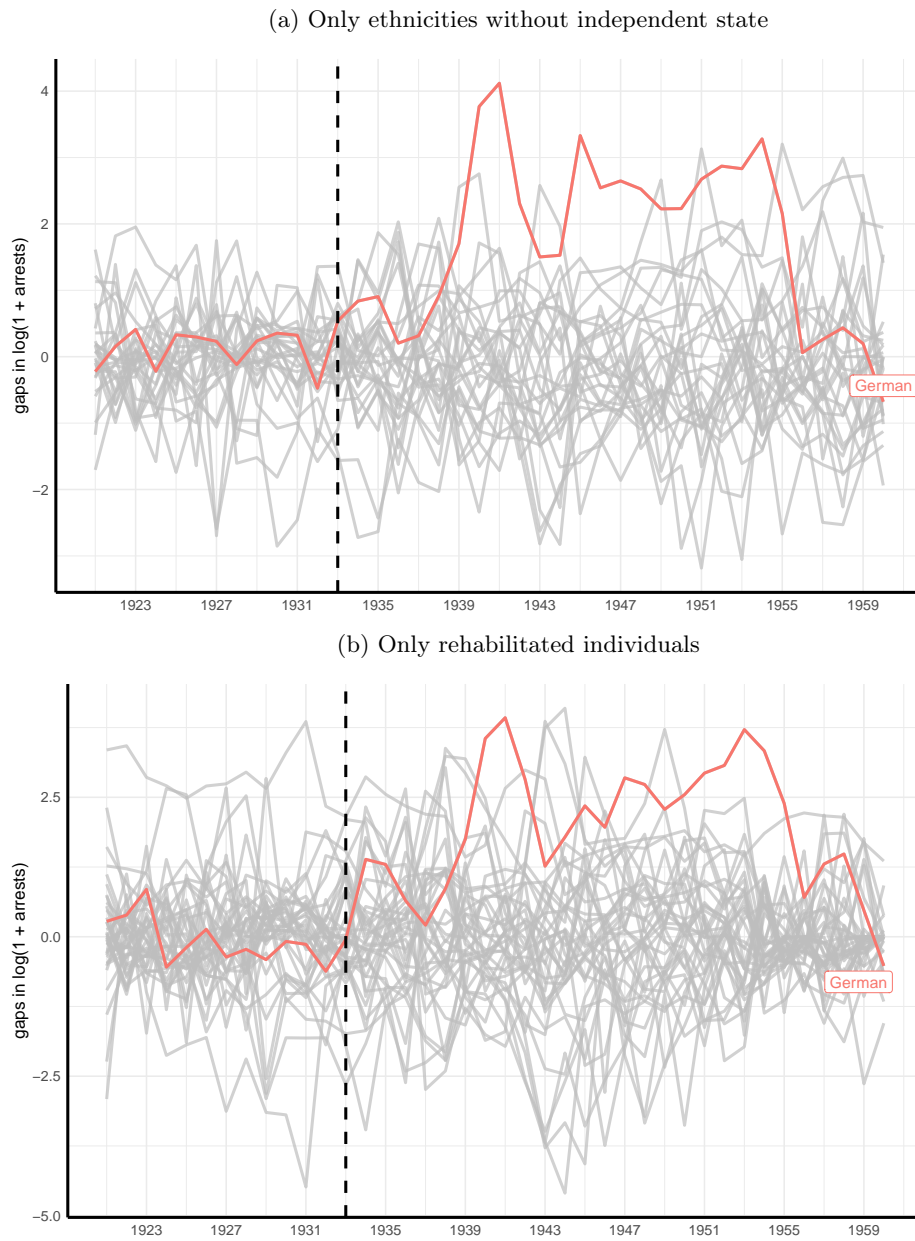 (a) Only ethnicities without independent state
gaps in log(1 + arrests)
4
2
0
−2
German
1923 1927 1931 1935 1939 1943 1947 1951 1955 1959
(b) Only rehabilitated individuals
gaps in log(1 + arrests)
2.5
0.0
−2.5
−5.0
German
1923 1927 1931 1935 1939 1943 1947 1951 1955 1959